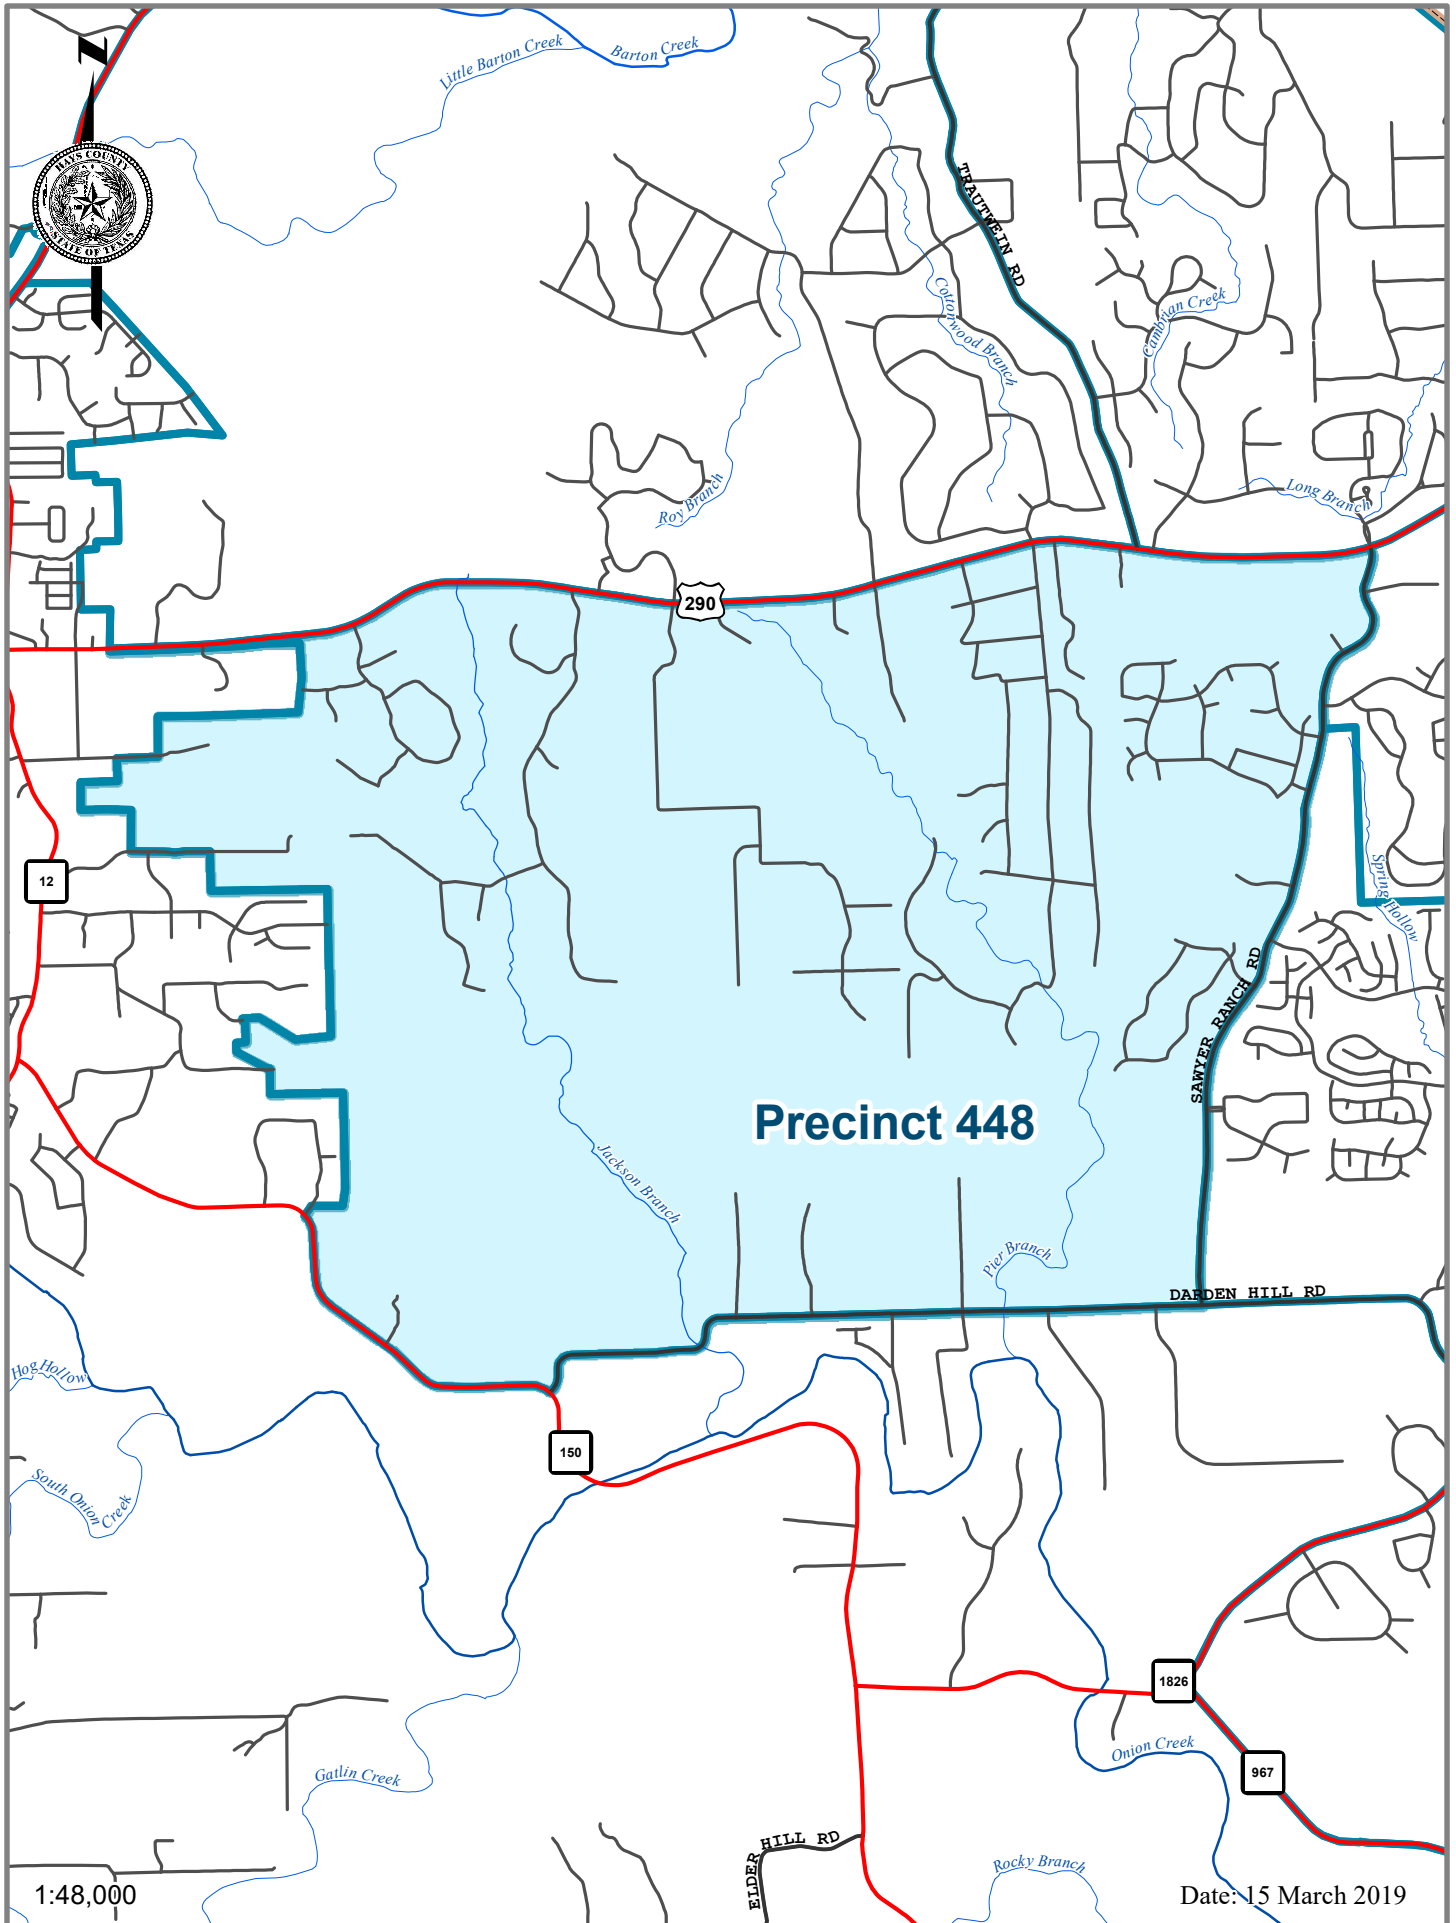 Little Barton Creek
Barton Creek
Z
HAYS COUNTY
STATE OF TEXAS
TRAUTWEIN RD
Cottonwood Branch
Cambrian Creek
Roy Branch
Long Branch
290
12
Spring Hollow
SAWYER RANCH RD
Precinct 448
Jackson Branch
Pier Branch
DARDEN HILL RD
Hog Hollow
150
South Onion Creek
1826
Onion Creek
967
Gatlin Creek
ELDER HILL RD
Rocky Branch
1:48,000
Date: 15 March 2019